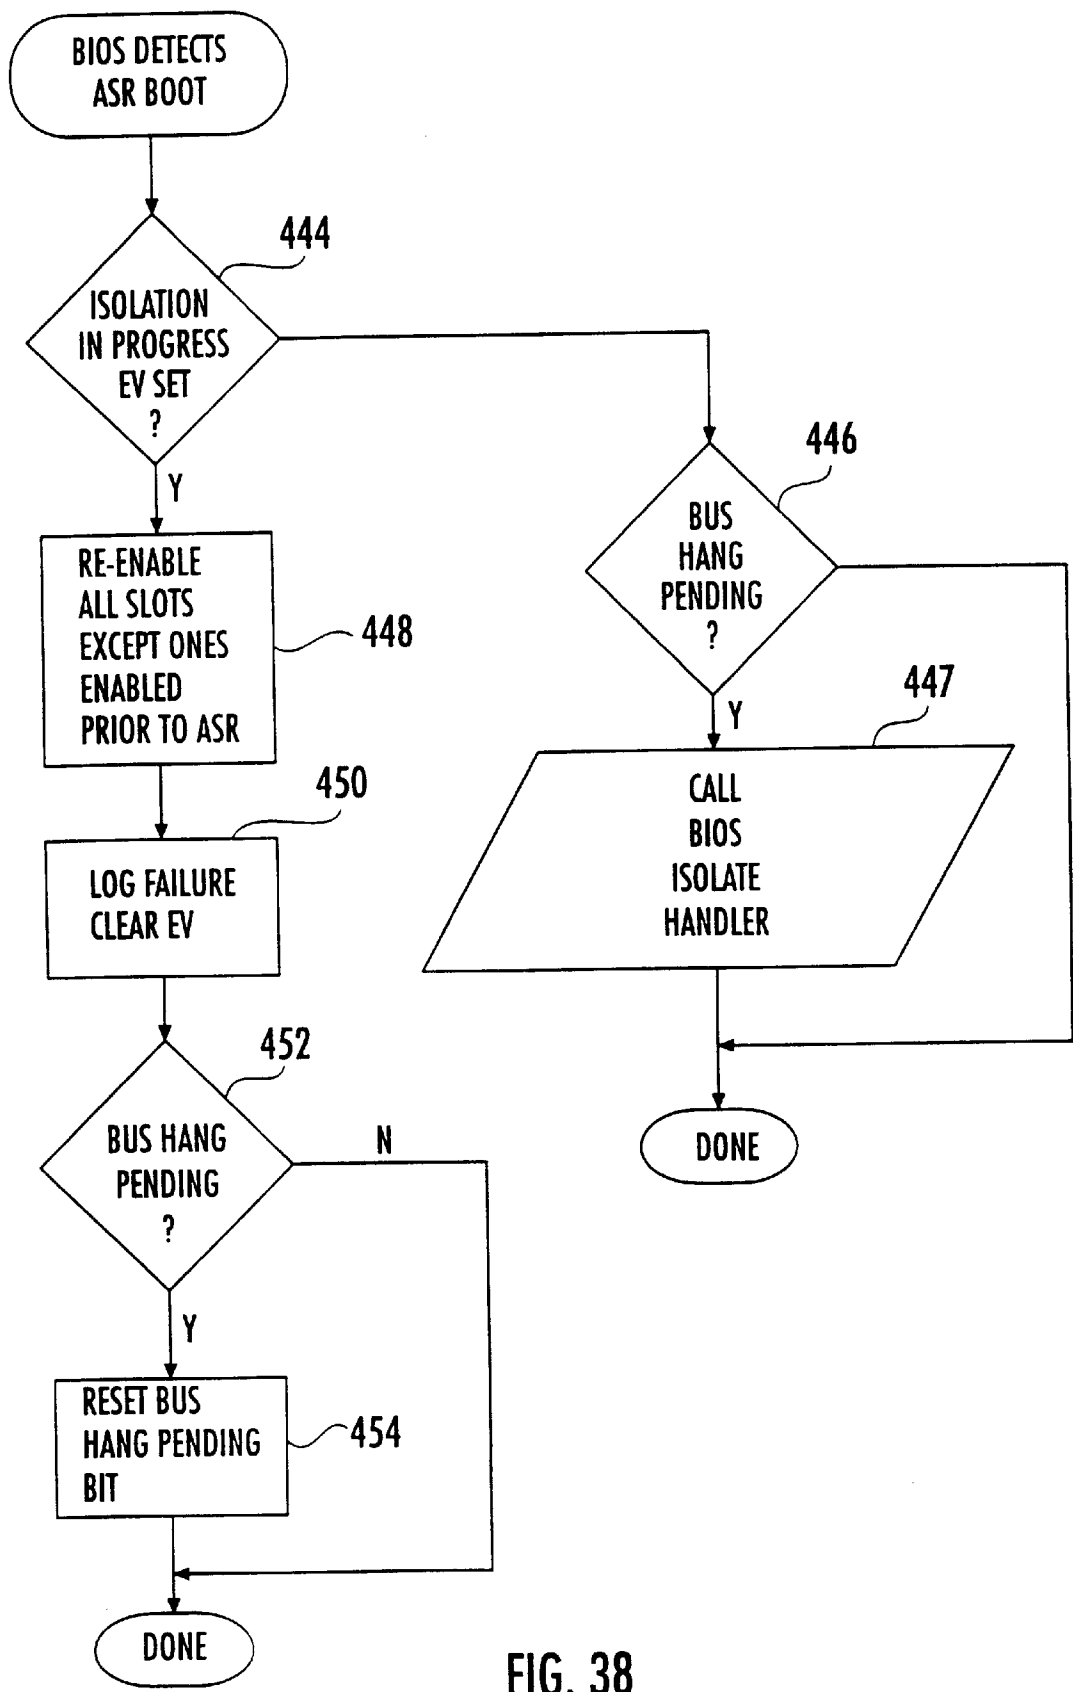 BIOS DETECTS
ASR BOOT
444
ISOLATION
IN PROGRESS
EV SET
?
Y
446
BUS
HANG
PENDING
?
Y
RE-ENABLE
ALL SLOTS
EXCEPT ONES
ENABLED
PRIOR TO ASR
448
447
CALL
BIOS
ISOLATE
HANDLER
450
LOG FAILURE
CLEAR EV
452
BUS HANG
PENDING
?
N
Y
DONE
RESET BUS
HANG PENDING
BIT
454
DONE
FIG. 38